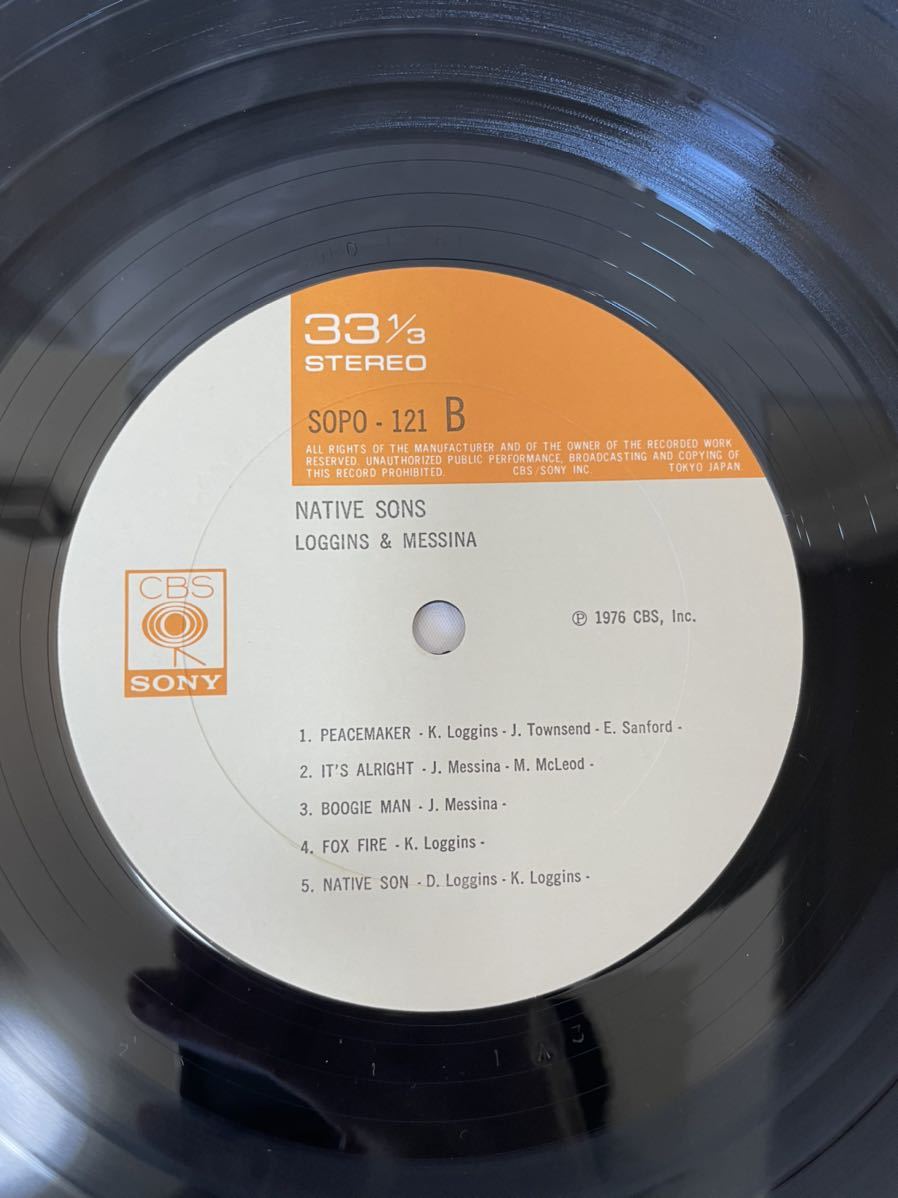 33 1/3
STEREO
SOPO - 121 B
ALL RIGHTS OF THE MANUFACTURER AND OF THE OWNER OF THE RECORDED WORK
RESERVED. UNAUTHORIZED PUBLIC PERFORMANCE, BROADCASTING AND COPYING OF
THIS RECORD PROHIBITED. CBS/SONY INC. TOKYO JAPAN.
NATIVE SONS
LOGGINS & MESSINA
CBS
SONY
℗ 1976 CBS, Inc.
1. PEACEMAKER - K. Loggins - J. Townsend - E. Sanford -
2. IT'S ALRIGHT - J. Messina - M. McLeod -
3. BOOGIE MAN - J. Messina -
4. FOX FIRE - K. Loggins -
5. NATIVE SON - D. Loggins - K. Loggins -